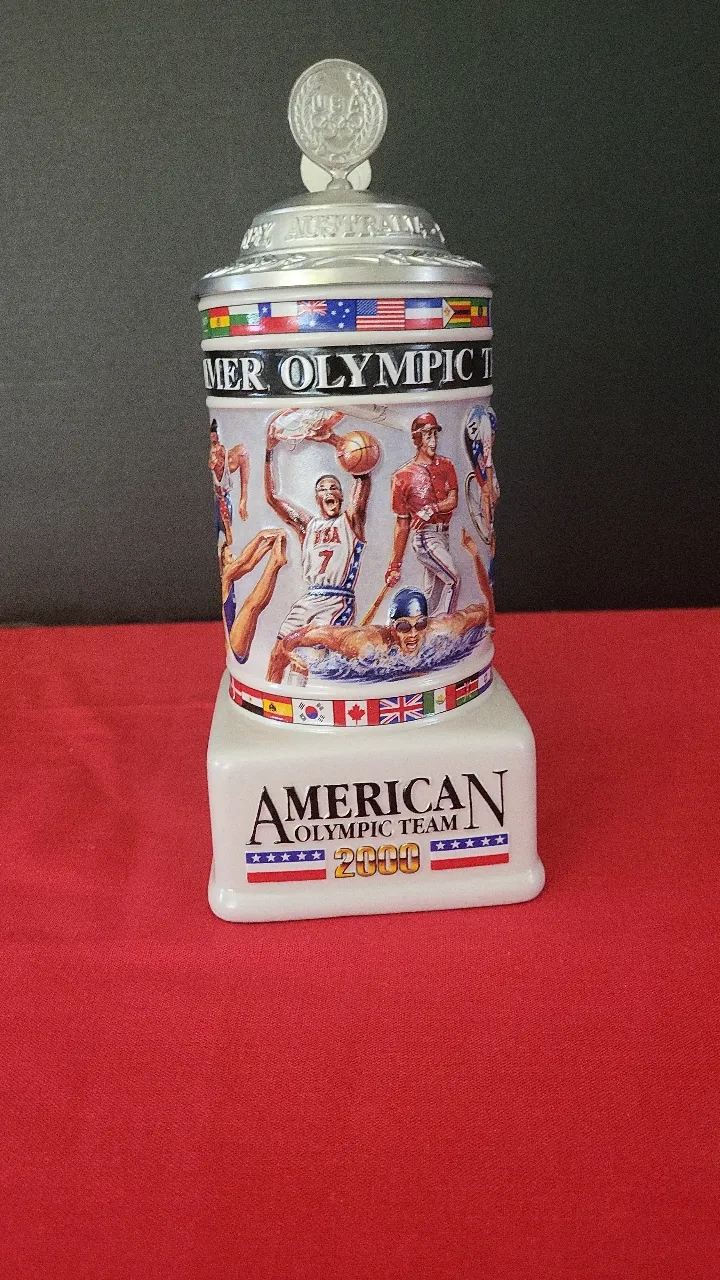 USA
AUSTRALIA
MER OLYMPIC T
USA
7
AMERICAN
OLYMPIC TEAM
2000